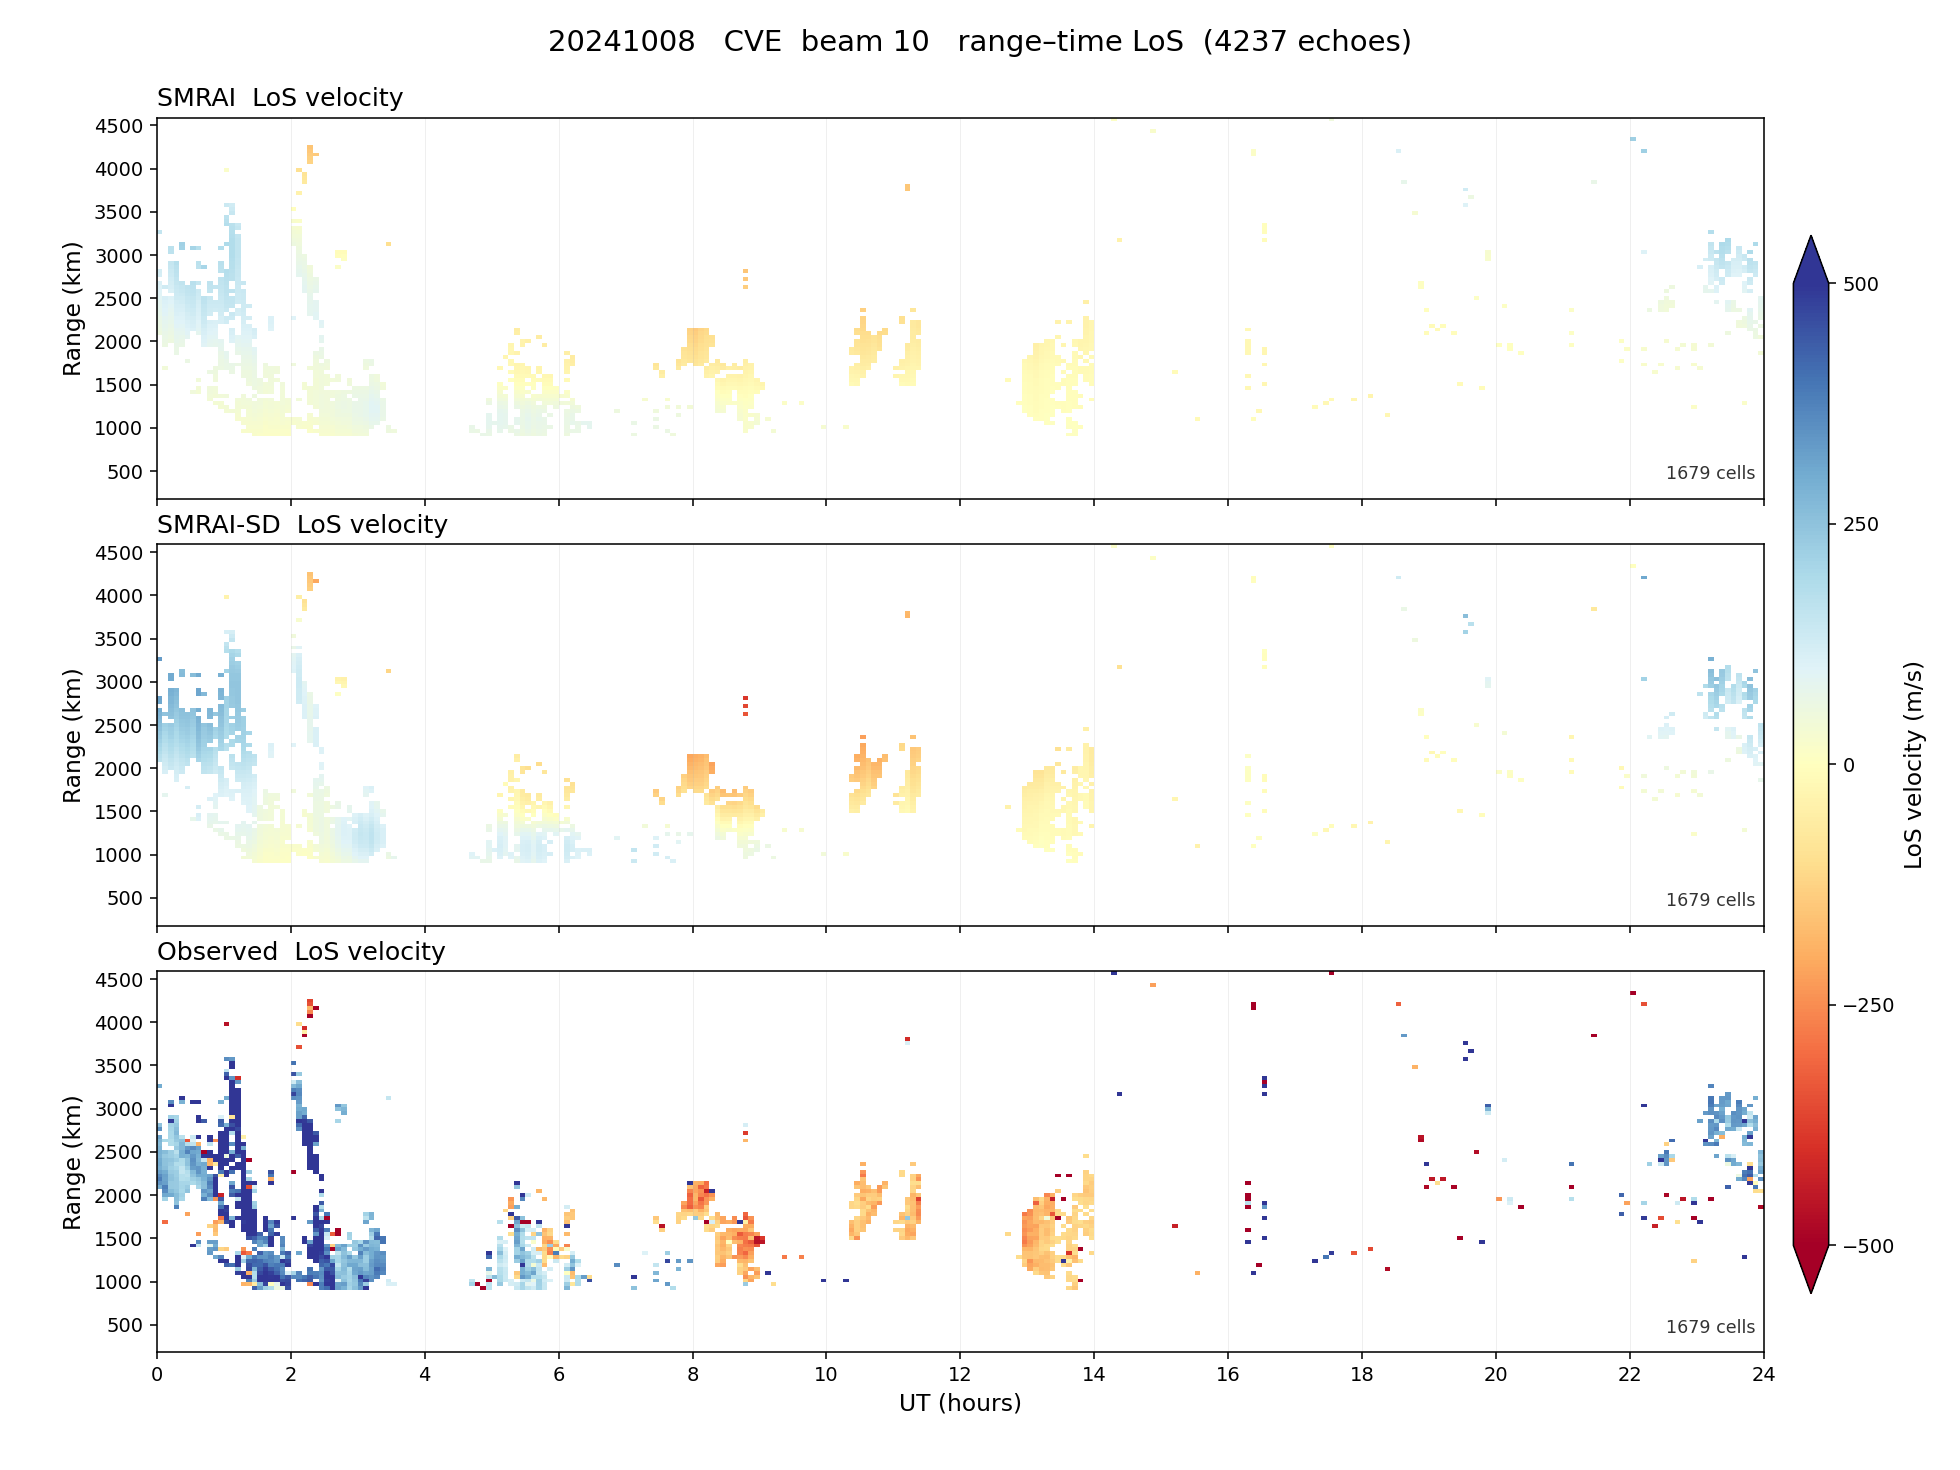 20241008   CVE  beam 10   range–time LoS  (4237 echoes)
SMRAI  LoS velocity
4500
4000
3500
3000
2500
2000
1500
1000
500
Range (km)
1679 cells
SMRAI-SD  LoS velocity
4500
4000
3500
3000
2500
2000
1500
1000
500
Range (km)
1679 cells
Observed  LoS velocity
4500
4000
3500
3000
2500
2000
1500
1000
500
Range (km)
1679 cells
0 2 4 6 8 10 12 14 16 18 20 22 24
UT (hours)
500
250
0
−250
−500
LoS velocity (m/s)